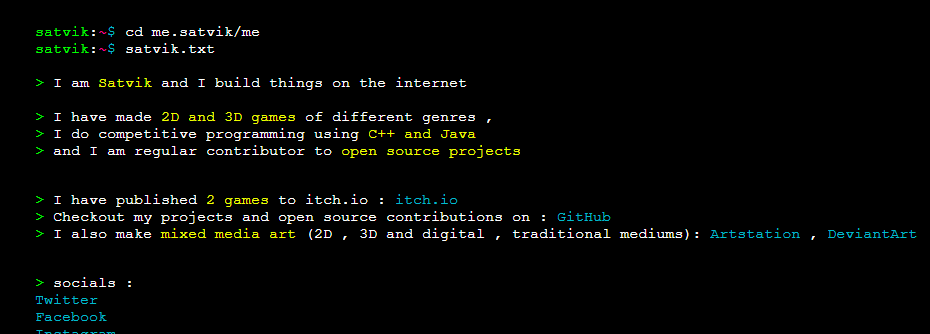 satvik:~$ cd me.satvik/me
satvik:~$ satvik.txt
> I am Satvik and I build things on the internet
> I have made 2D and 3D games of different genres ,
> I do competitive programming using C++ and Java
> and I am regular contributor to open source projects
> I have published 2 games to itch.io : itch.io
> Checkout my projects and open source contributions on : GitHub
> I also make mixed media art (2D , 3D and digital , traditional mediums): Artstation , DeviantArt
> socials :
Twitter
Facebook
Instagram